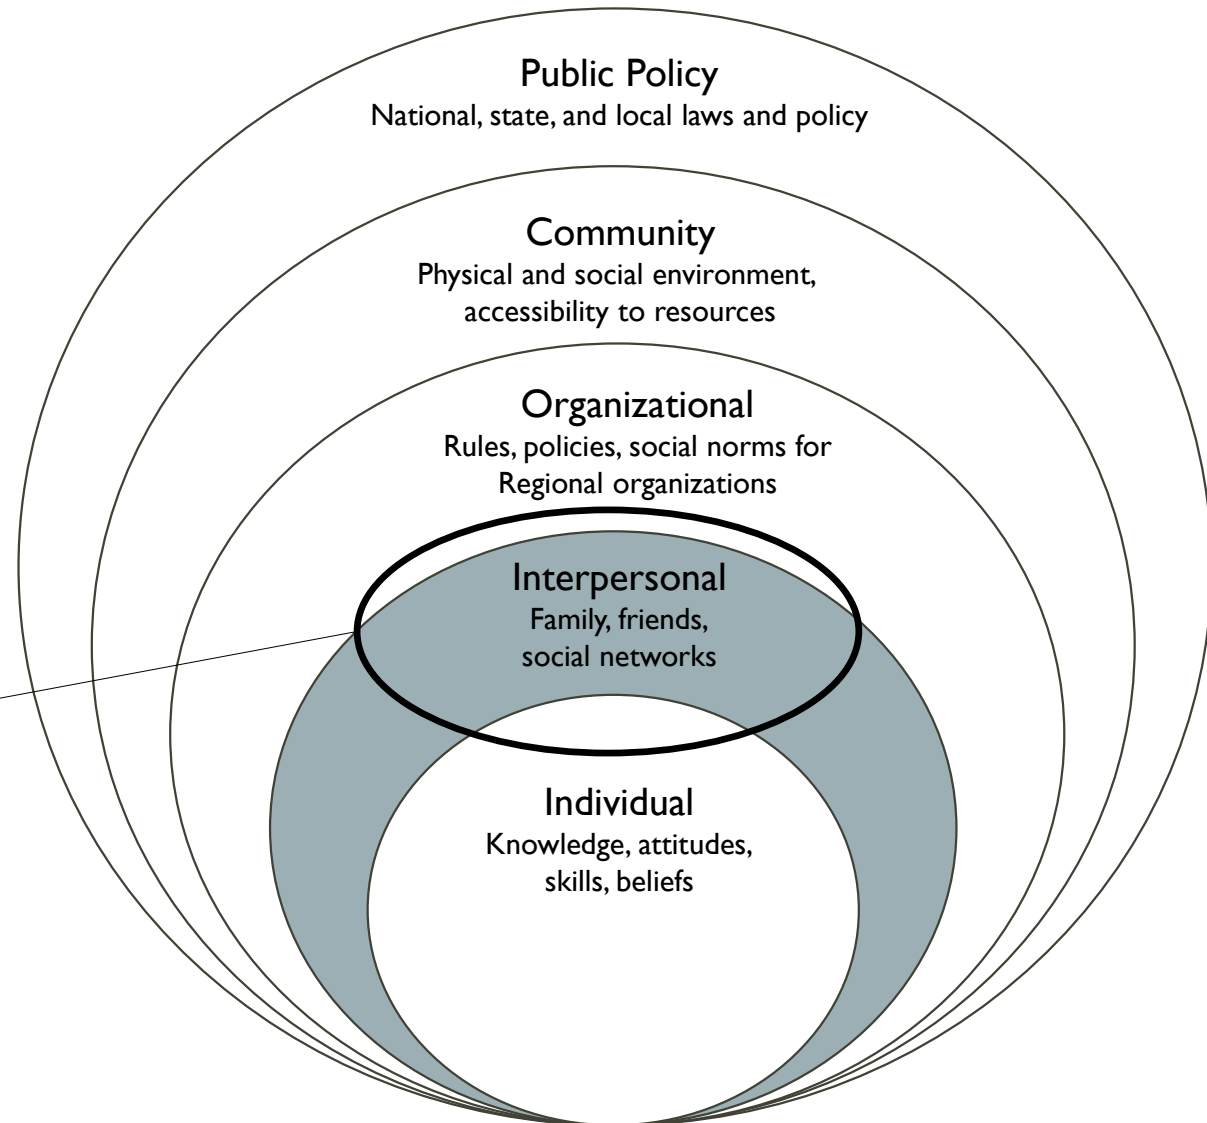 Public Policy
National, state, and local laws and policy
Community
Physical and social environment,
accessibility to resources
Organizational
Rules, policies, social norms for
Regional organizations
Interpersonal
Family, friends,
social networks
Individual
Knowledge, attitudes,
skills, beliefs